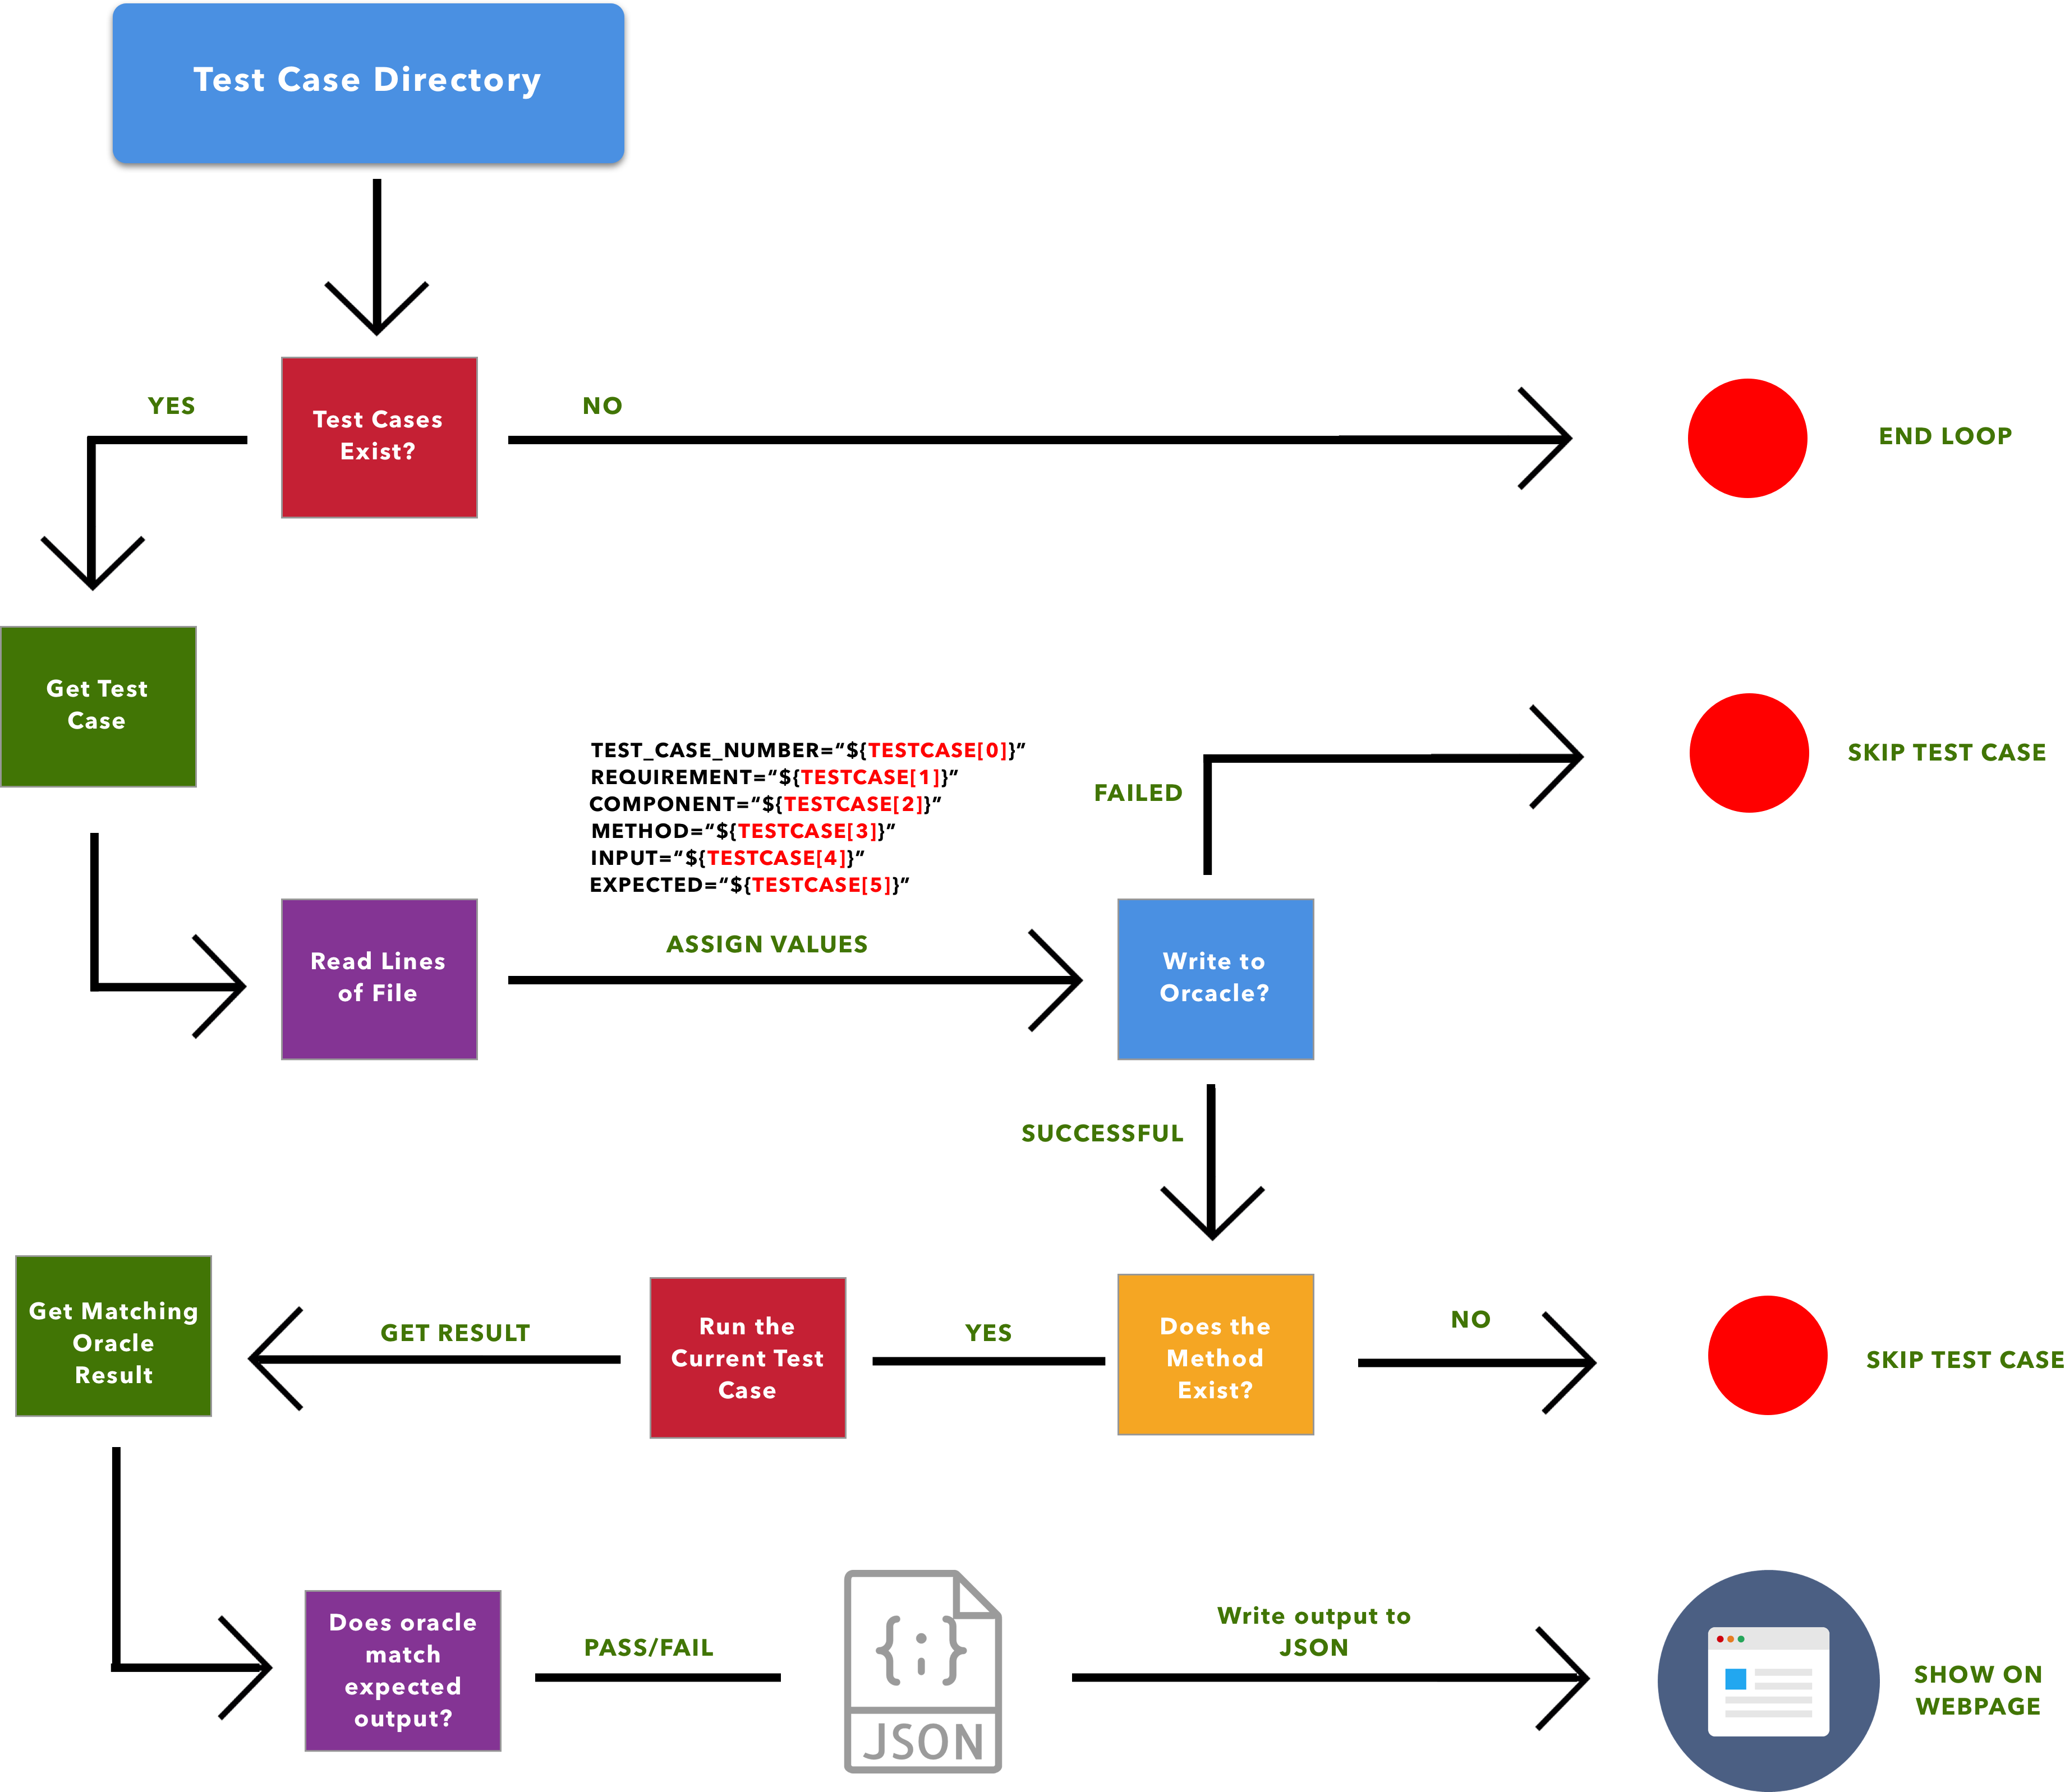 Test Case Directory
YES
Test Cases
Exist?
NO
END LOOP
Get Test
Case
TEST_CASE_NUMBER=“${TESTCASE[0]}”
REQUIREMENT=“${TESTCASE[1]}”
COMPONENT=“${TESTCASE[2]}”
METHOD=“${TESTCASE[3]}”
INPUT=“${TESTCASE[4]}”
EXPECTED=“${TESTCASE[5]}”
FAILED
SKIP TEST CASE
Read Lines
of File
ASSIGN VALUES
Write to
Orcacle?
SUCCESSFUL
Get Matching
Oracle
Result
GET RESULT
Run the
Current Test
Case
YES
Does the
Method
Exist?
NO
SKIP TEST CASE
Does oracle
match
expected
output?
PASS/FAIL
{;}
JSON
Write output to
JSON
SHOW ON
WEBPAGE